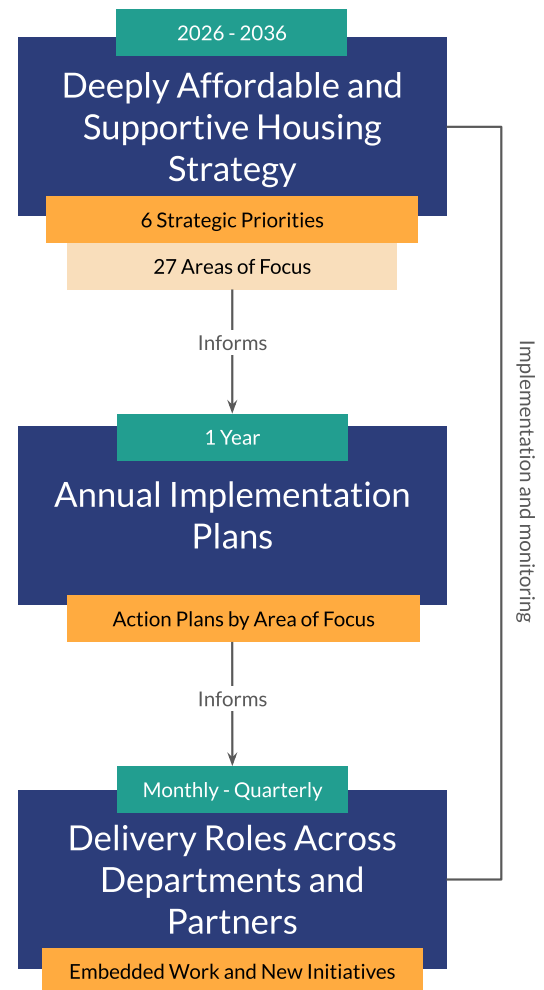 2026 - 2036
Deeply Affordable and
Supportive Housing
Strategy
6 Strategic Priorities
27 Areas of Focus
Informs
1 Year
Annual Implementation
Plans
Action Plans by Area of Focus
Informs
Monthly - Quarterly
Delivery Roles Across
Departments and
Partners
Embedded Work and New Initiatives
Implementation and monitoring